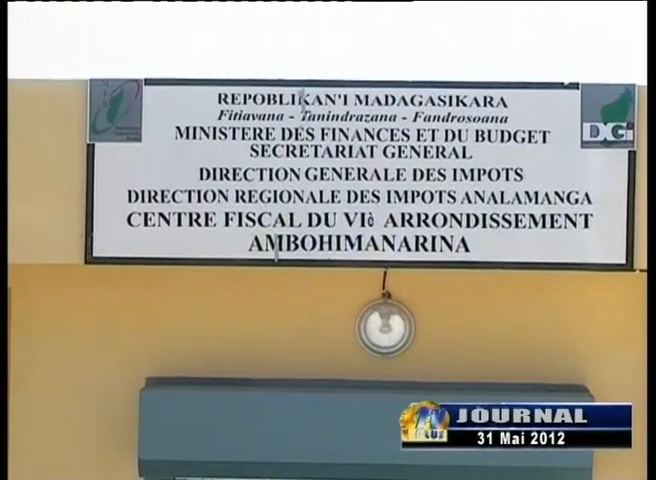 REPOBLIKAN'I MADAGASIKARA
Fitiavana - Tanindrazana - Fandrosoana
MINISTERE DES FINANCES ET DU BUDGET
SECRETARIAT GENERAL
DIRECTION GENERALE DES IMPOTS
DIRECTION REGIONALE DES IMPOTS ANALAMANGA
CENTRE FISCAL DU VIè ARRONDISSEMENT
AMBOHIMANARINA
DGI
JOURNAL
31 Mai 2012